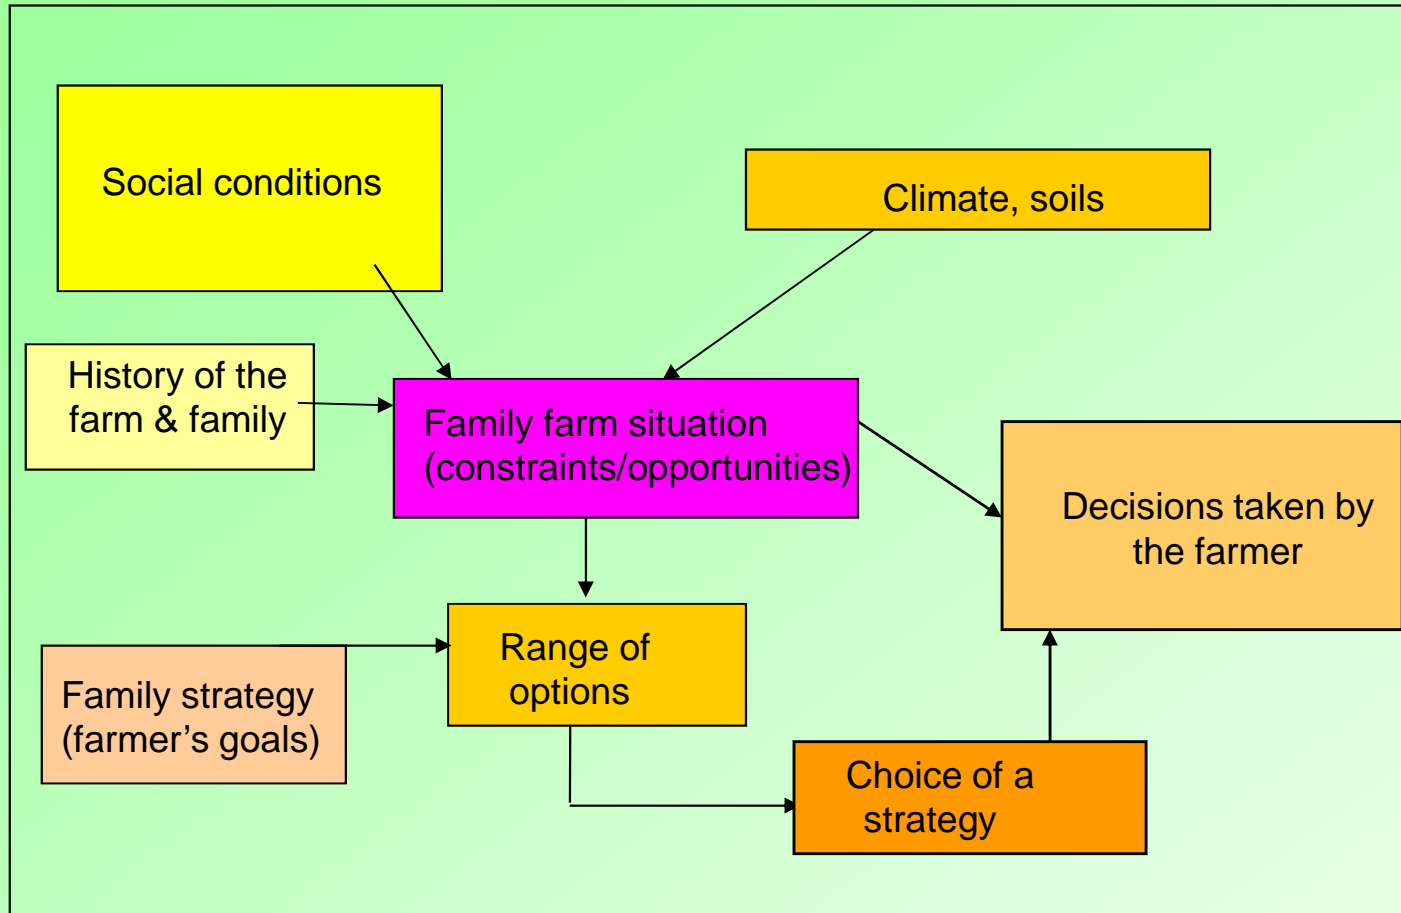 Social conditions
Climate, soils
History of the
farm & family
Family farm situation
(constraints/opportunities)
Decisions taken by
the farmer
Range of
options
Family strategy
(farmer’s goals)
Choice of a
strategy